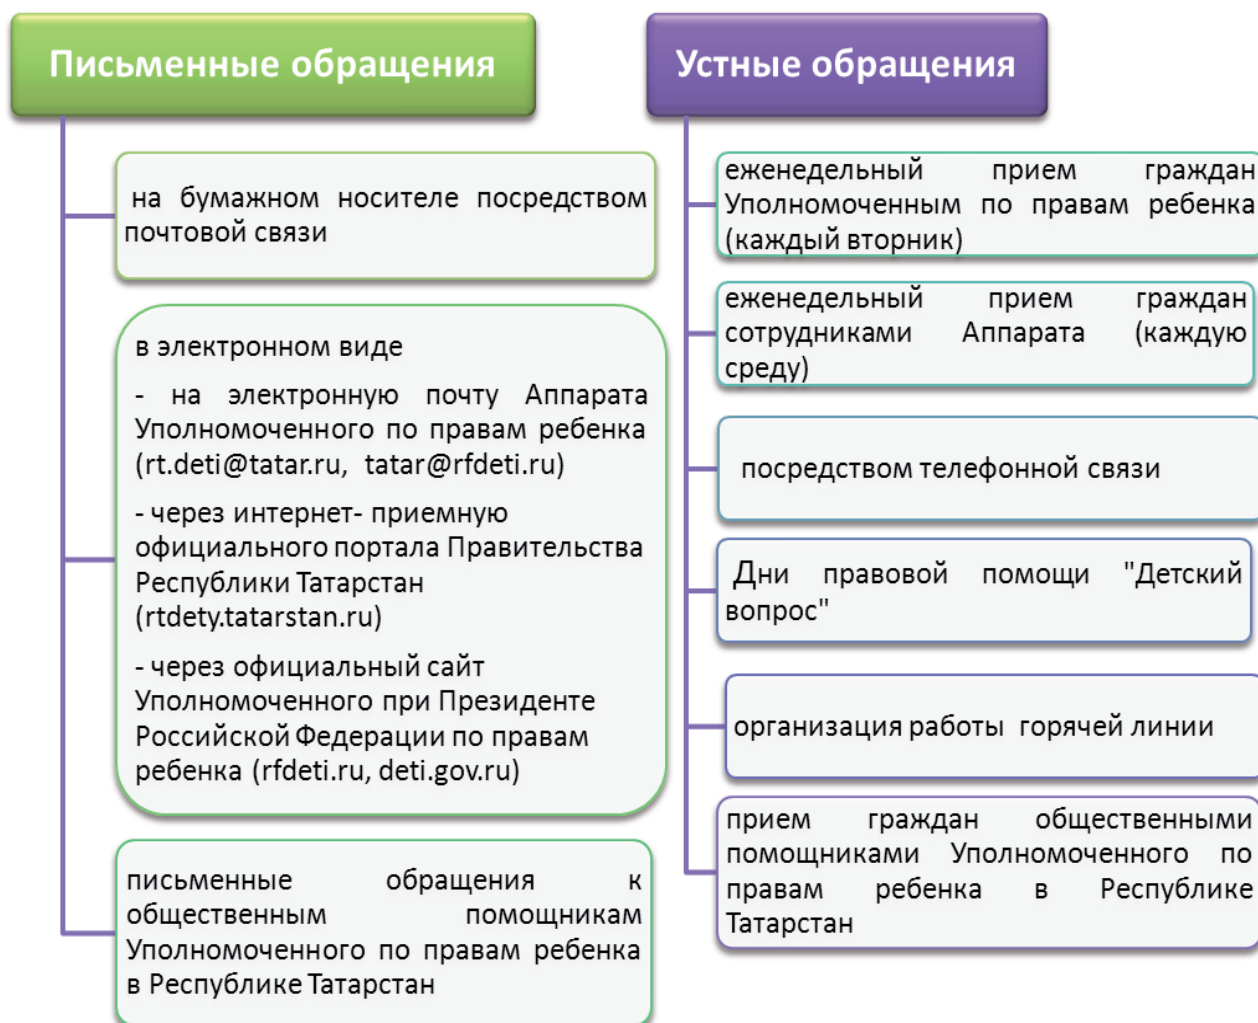 Письменные обращения
на бумажном носителе посредством
почтовой связи
в электронном виде
- на электронную почту Аппарата
Уполномоченного по правам ребенка
(rt.deti@tatar.ru, tatar@rfdeti.ru)
- через интернет- приемную
официального портала Правительства
Республики Татарстан
(rtdety.tatarstan.ru)
- через официальный сайт
Уполномоченного при Президенте
Российской Федерации по правам
ребенка (rfdeti.ru, deti.gov.ru)
письменные обращения к
общественным помощникам
Уполномоченного по правам ребенка
в Республике Татарстан
Устные обращения
еженедельный прием граждан
Уполномоченным по правам ребенка
(каждый вторник)
еженедельный прием граждан
сотрудниками Аппарата (каждую
среду)
посредством телефонной связи
Дни правовой помощи "Детский
вопрос"
организация работы горячей линии
прием граждан общественными
помощниками Уполномоченного по
правам ребенка в Республике
Татарстан